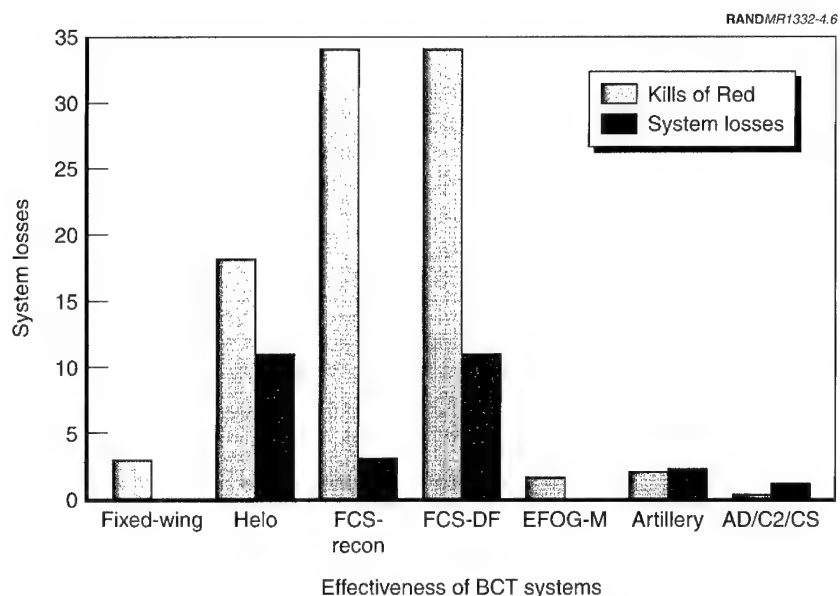 RANDMR1332-4.6
35
30
25
20
15
10
5
0
System losses
Kills of Red
System losses
Fixed-wing
Helo
FCS-
recon
FCS-DF
EFOG-M
Artillery
AD/C2/CS
Effectiveness of BCT systems